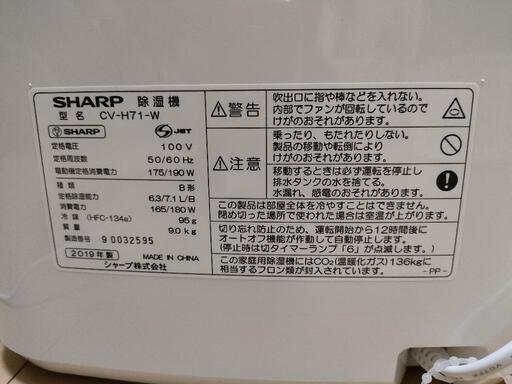 SHARP 除湿機
型 名 CV-H71-W
SHARP
S JET
定格電圧 100 V
定格周波数 50/60 Hz
電動機定格消費電力 175/190 W
種 類 B 形
定格除湿能力 6.3/7.1 L/日
消費電力 165/180 W
冷 媒 (HFC-134a) 95 g
質 量 9.0 kg
製造番号 9 0032595
2019年製 MADE IN CHINA
シャープ株式会社
警告
吹出口に指や棒などを入れない。
内部でファンが回転しているので
けがのおそれがあります。
注意
乗ったり、もたれたりしない。
製品の移動や転倒により
けがのおそれがあります。
移動するときは必ず運転を停止し
排水タンクの水を捨てる。
水漏れ、感電のおそれがあります。
この製品は部屋全体を冷やすことはできません。
閉め切った場所で使われた場合は室温が上がります。
切り忘れ防止のため、運転開始から12時間後に
オートオフ機能が作動して自動停止します。
(停止時は切タイマーランプ「6」が点滅します。)
この家庭用除湿機にはCO₂(温暖化ガス)136kgに
相当するフロン類が封入されています。
- PP -